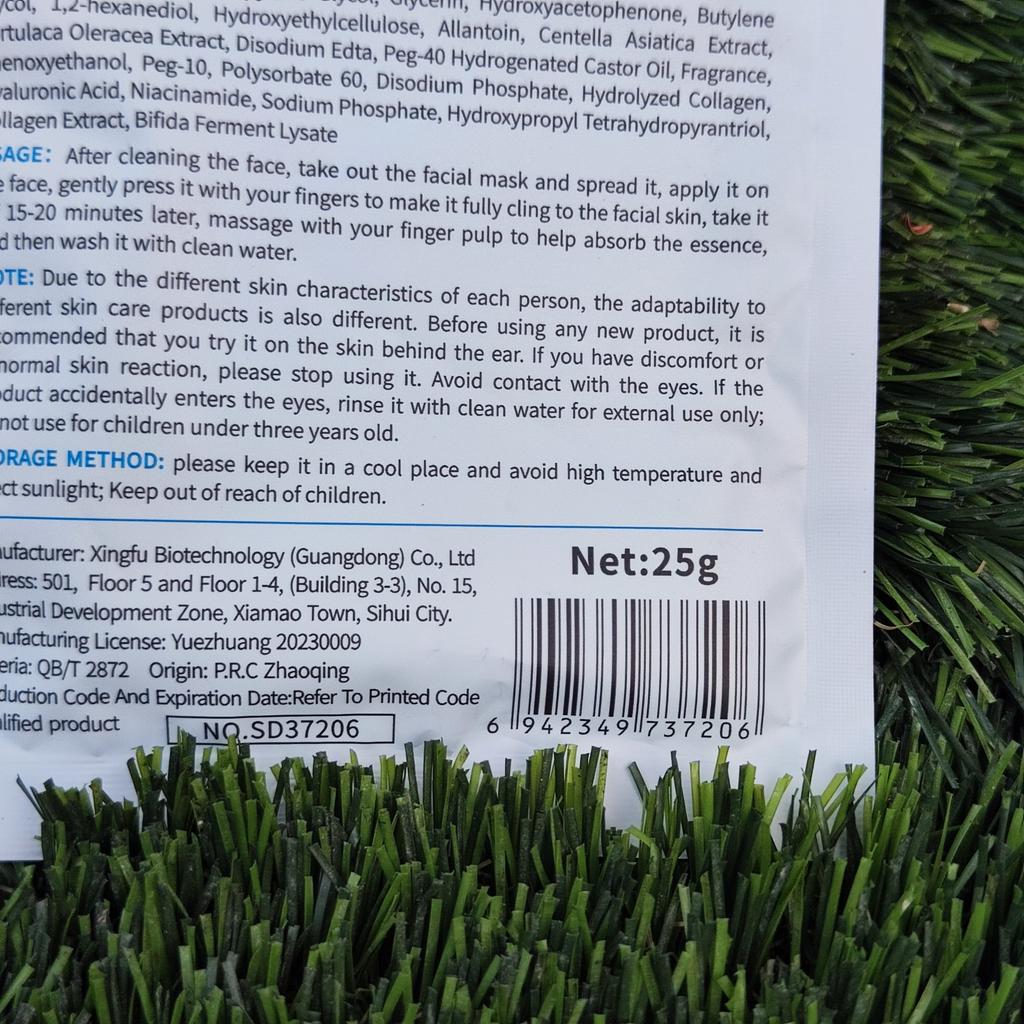 ycol, 1,2-hexanediol, Hydroxyethylcellulose, Allantoin, Centella Asiatica Extract,
Glycerin, Hydroxyacetophenone, Butylene
rtulaca Oleracea Extract, Disodium Edta, Peg-40 Hydrogenated Castor Oil, Fragrance,
enoxyethanol, Peg-10, Polysorbate 60, Disodium Phosphate, Hydrolyzed Collagen,
yaluronic Acid, Niacinamide, Sodium Phosphate, Hydroxypropyl Tetrahydropyrantriol,
llagen Extract, Bifida Ferment Lysate
SAGE: After cleaning the face, take out the facial mask and spread it, apply it on
e face, gently press it with your fingers to make it fully cling to the facial skin, take it
15-20 minutes later, massage with your finger pulp to help absorb the essence,
d then wash it with clean water.
OTE: Due to the different skin characteristics of each person, the adaptability to
fferent skin care products is also different. Before using any new product, it is
commended that you try it on the skin behind the ear. If you have discomfort or
normal skin reaction, please stop using it. Avoid contact with the eyes. If the
oduct accidentally enters the eyes, rinse it with clean water for external use only;
not use for children under three years old.
ORAGE METHOD: please keep it in a cool place and avoid high temperature and
ect sunlight; Keep out of reach of children.
nufacturer: Xingfu Biotechnology (Guangdong) Co., Ltd
ress: 501, Floor 5 and Floor 1-4, (Building 3-3), No. 15,
ustrial Development Zone, Xiamao Town, Sihui City.
nufacturing License: Yuezhuang 20230009
eria: QB/T 2872 Origin: P.R.C Zhaoqing
duction Code And Expiration Date:Refer To Printed Code
alified product
NO.SD37206
Net:25g
6 942349 737206